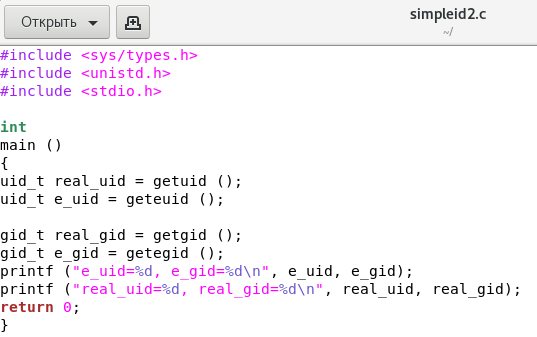 Открыть
simpleid2.c
~/
#include <sys/types.h>
#include <unistd.h>
#include <stdio.h>
int
main ()
{
uid_t real_uid = getuid ();
uid_t e_uid = geteuid ();
gid_t real_gid = getgid ();
gid_t e_gid = getegid ();
printf ("e_uid=%d, e_gid=%d\n", e_uid, e_gid);
printf ("real_uid=%d, real_gid=%d\n", real_uid, real_gid);
return 0;
}